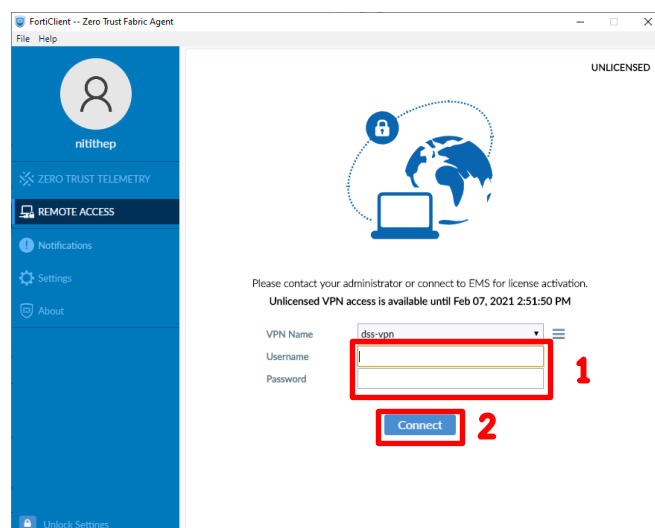 FortiClient -- Zero Trust Fabric Agent
File Help
UNLICENSED
nitithep
ZERO TRUST TELEMETRY
REMOTE ACCESS
Notifications
Settings
About
Please contact your administrator or connect to EMS for license activation.
Unlicensed VPN access is available until Feb 07, 2021 2:51:50 PM
VPN Name dss-vpn
Username
Password
1
Connect 2
Unlock Settings